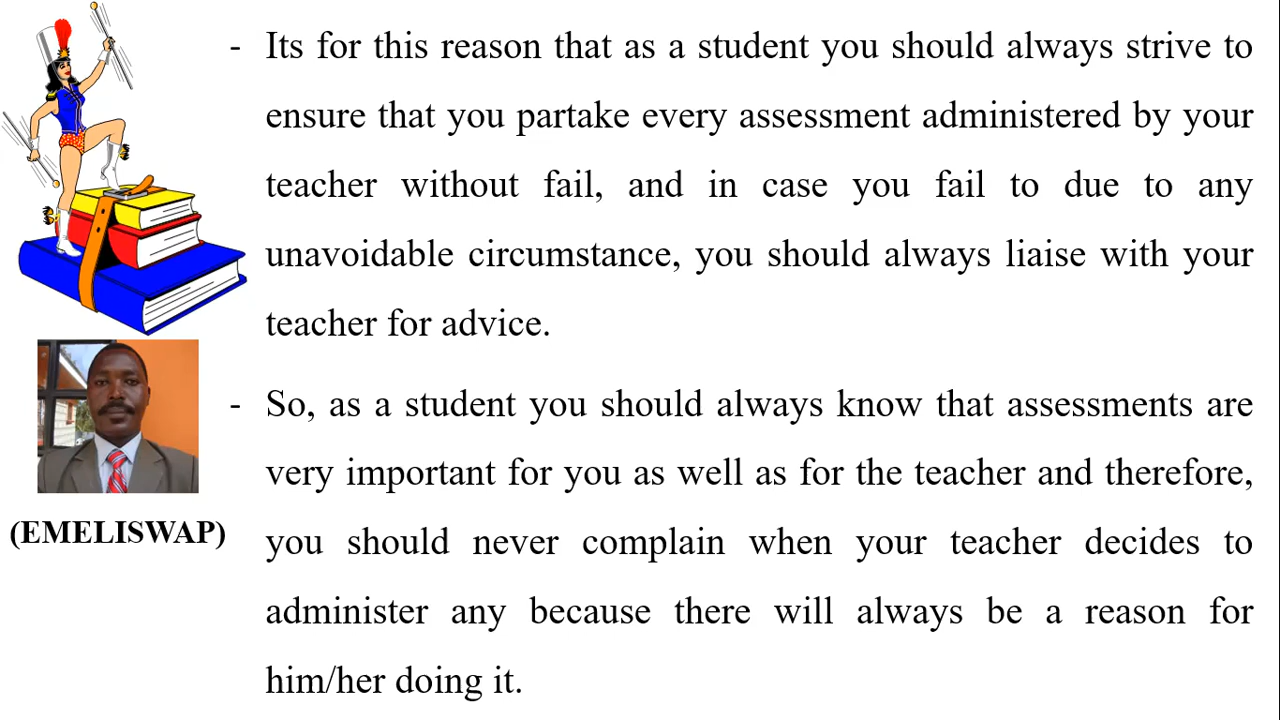 - Its for this reason that as a student you should always strive to
ensure that you partake every assessment administered by your
teacher without fail, and in case you fail to due to any
unavoidable circumstance, you should always liaise with your
teacher for advice.
- So, as a student you should always know that assessments are
very important for you as well as for the teacher and therefore,
you should never complain when your teacher decides to
administer any because there will always be a reason for
him/her doing it.
(EMELISWAP)